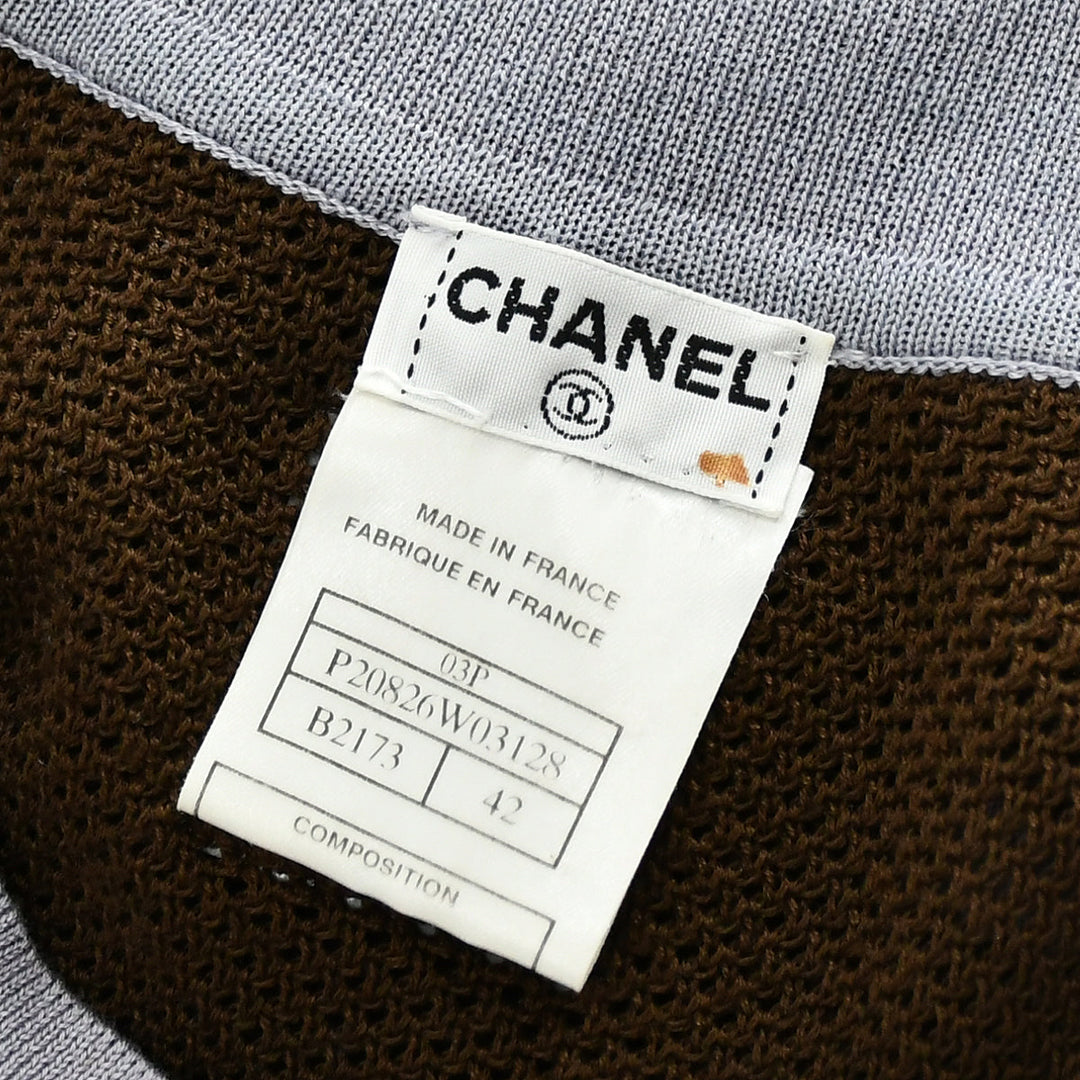 CHANEL
MADE IN FRANCE
FABRIQUE EN FRANCE
03P
P20826W03128
B2173
42
COMPOSITION